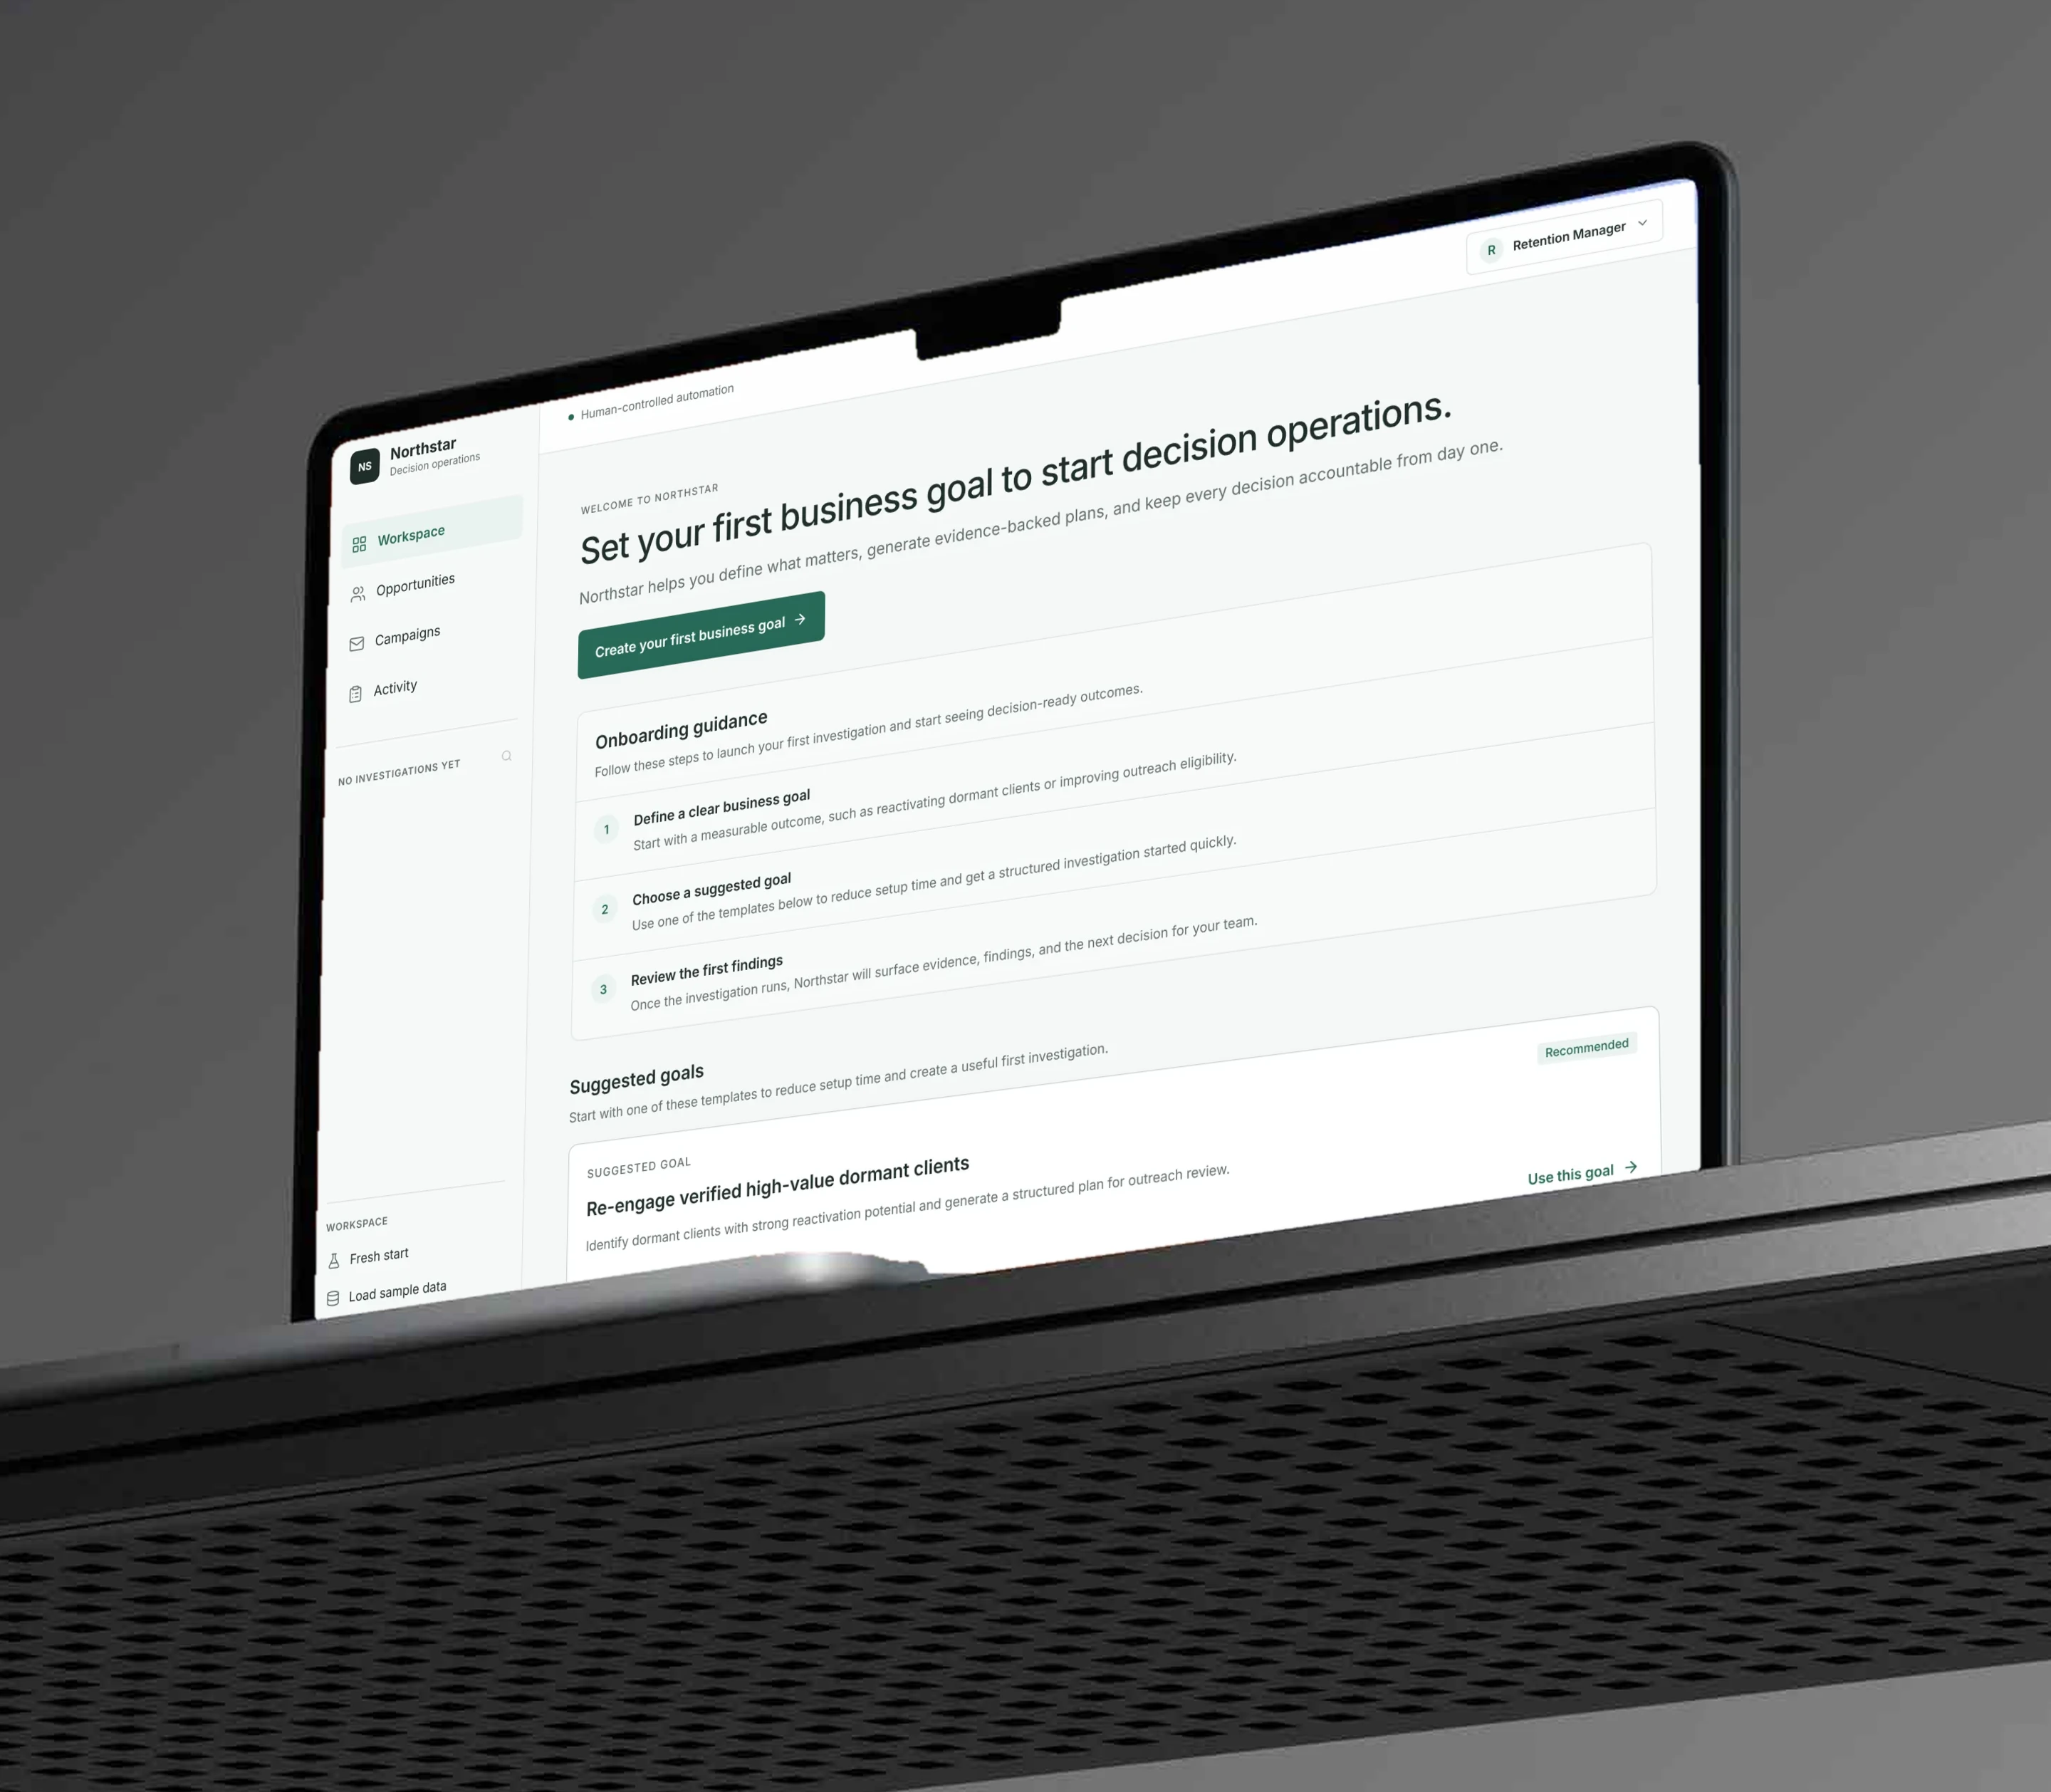 NS
Northstar
Decision operations
Workspace
Opportunities
Campaigns
Activity
NO INVESTIGATIONS YET
WORKSPACE
Fresh start
Load sample data
Human-controlled automation
R Retention Manager
WELCOME TO NORTHSTAR
Set your first business goal to start decision operations.
Northstar helps you define what matters, generate evidence-backed plans, and keep every decision accountable from day one.
Create your first business goal →
Onboarding guidance
Follow these steps to launch your first investigation and start seeing decision-ready outcomes.
1 Define a clear business goal
Start with a measurable outcome, such as reactivating dormant clients or improving outreach eligibility.
2 Choose a suggested goal
Use one of the templates below to reduce setup time and get a structured investigation started quickly.
3 Review the first findings
Once the investigation runs, Northstar will surface evidence, findings, and the next decision for your team.
Suggested goals
Start with one of these templates to reduce setup time and create a useful first investigation.
Recommended
SUGGESTED GOAL
Re-engage verified high-value dormant clients
Identify dormant clients with strong reactivation potential and generate a structured plan for outreach review.
Use this goal →